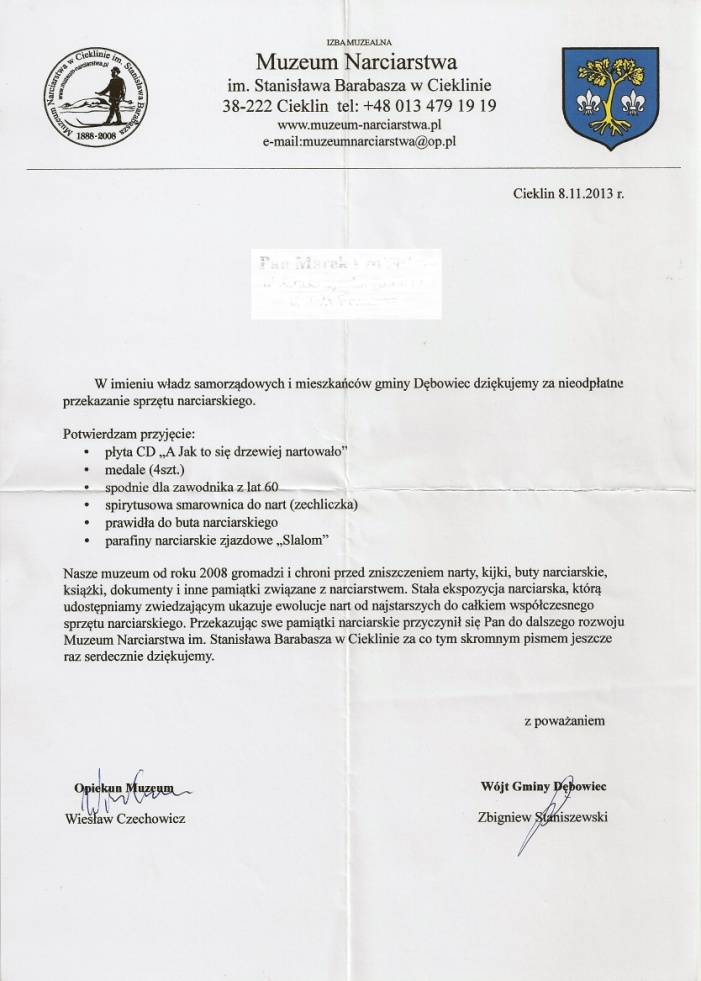 IZBA MUZEALNA
Muzeum Narciarstwa
im. Stanisława Barabasza w Cieklinie
38-222 Cieklin tel: +48 013 479 19 19
www.muzeum-narciarstwa.pl
e-mail:muzeumnarciarstwa@op.pl
Muzeum Narciarstwa w Cieklinie im. Stanisława Barabasza
www.muzeum-narciarstwa.pl
1888-2008
Cieklin 8.11.2013 r.
Pan Marek
W imieniu władz samorządowych i mieszkańców gminy Dębowiec dziękujemy za nieodpłatne
przekazanie sprzętu narciarskiego.
Potwierdzam przyjęcie:
• płyta CD „A Jak to się drzewiej nartowało”
• medale (4szt.)
• spodnie dla zawodnika z lat 60
• spirytusowa smarownica do nart (zechliczka)
• prawidła do buta narciarskiego
• parafiny narciarskie zjazdowe „Slalom”
Nasze muzeum od roku 2008 gromadzi i chroni przed zniszczeniem narty, kijki, buty narciarskie,
książki, dokumenty i inne pamiątki związane z narciarstwem. Stała ekspozycja narciarska, którą
udostępniamy zwiedzającym ukazuje ewolucje nart od najstarszych do całkiem współczesnego
sprzętu narciarskiego. Przekazując swe pamiątki narciarskie przyczynił się Pan do dalszego rozwoju
Muzeum Narciarstwa im. Stanisława Barabasza w Cieklinie za co tym skromnym pismem jeszcze
raz serdecznie dziękujemy.
z poważaniem
Opiekun Muzeum
Wiesław Czechowicz
Wójt Gminy Dębowiec
Zbigniew Staniszewski